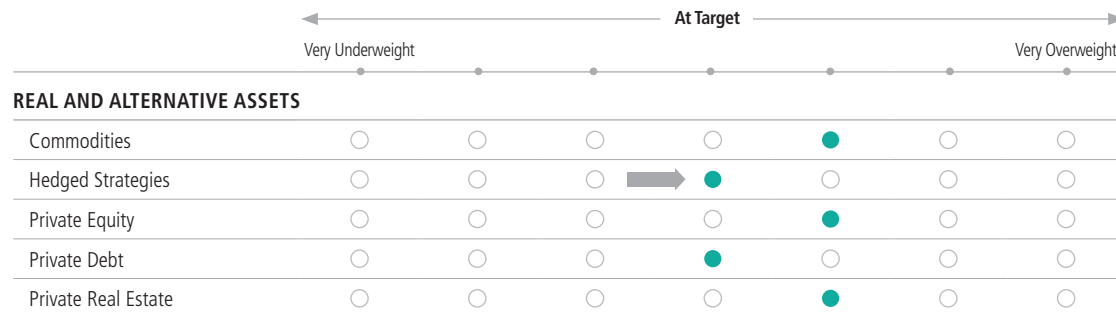 At Target
Very Underweight Very Overweight
REAL AND ALTERNATIVE ASSETS
Commodities
Hedged Strategies
Private Equity
Private Debt
Private Real Estate